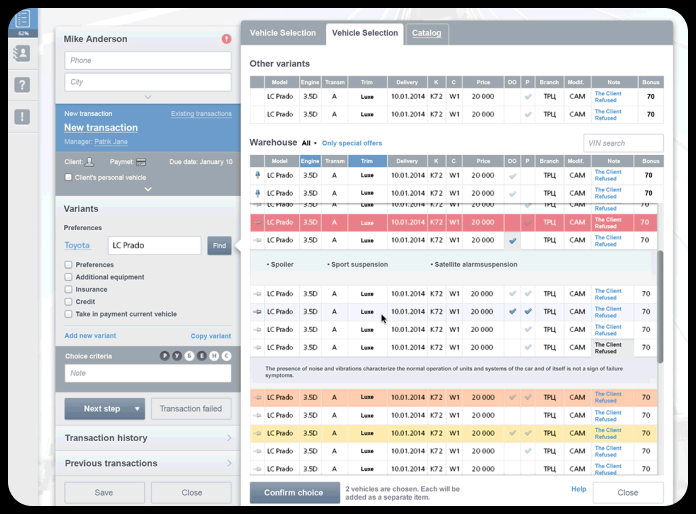 63%
Mike Anderson
Phone
City
New transaction
Existing transactions
New transaction
Manager: Patrik Jane
Client:
Paymet:
Due date: January 10
Client's personal vehicle
Variants
Preferences
Toyota
LC Prado
Find
Preferences
Additional equipment
Insurance
Credit
Take in payment current vehicle
Add new variant
Copy variant
Choice criteria
Р У Б Е Н С
Note
Next step
Transaction failed
Transaction history
Previous transactions
Save
Close
Vehicle Selection
Vehicle Selection
Catalog
Other variants
Model Engine Transm Trim Delivery K C Price DO P Branch Modif. Note Bonus
LC Prado 3.5D A Luxe 10.01.2014 K72 W1 20 000 ТРЦ CAM The Client Refused 70
LC Prado 3.5D A Luxe 10.01.2014 K72 W1 20 000 ТРЦ CAM The Client Refused 70
Warehouse All • Only special offers
VIN search
Model Engine Transm Trim Delivery K C Price DO P Branch Modif. Note Bonus
LC Prado 3.5D A Luxe 10.01.2014 K72 W1 20 000 ТРЦ CAM The Client Refused 70
LC Prado 3.5D A Luxe 10.01.2014 K72 W1 20 000 ТРЦ CAM The Client Refused 70
LC Prado 3.5D A Luxe 10.01.2014 K72 W1 20 000 ТРЦ CAM Refused 70
LC Prado 3.5D A Luxe 10.01.2014 K72 W1 20 000 ТРЦ CAM The Client Refused 70
LC Prado 3.5D A Luxe 10.01.2014 K72 W1 20 000 ТРЦ CAM The Client Refused 70
• Spoiler • Sport suspension • Satellite alarmsuspension
LC Prado 3.5D A Luxe 10.01.2014 K72 W1 20 000 ТРЦ CAM The Client Refused 70
LC Prado 3.5D A Luxe 10.01.2014 K72 W1 20 000 ТРЦ CAM The Client Refused 70
LC Prado 3.5D A Luxe 10.01.2014 K72 W1 20 000 ТРЦ CAM The Client Refused 70
LC Prado 3.5D A Luxe 10.01.2014 K72 W1 20 000 ТРЦ CAM The Client Refused 70
The presence of noise and vibrations characterize the normal operation of units and systems of the car and of itself is not a sign of failure
symptoms.
LC Prado 3.5D A Luxe 10.01.2014 K72 W1 20 000 ТРЦ CAM The Client Refused 70
LC Prado 3.5D A Luxe 10.01.2014 K72 W1 20 000 ТРЦ CAM The Client Refused 70
LC Prado 3.5D A Luxe 10.01.2014 K72 W1 20 000 ТРЦ CAM The Client Refused 70
LC Prado 3.5D A Luxe 10.01.2014 K72 W1 20 000 ТРЦ CAM The Client Refused 70
LC Prado 3.5D A Luxe 10.01.2014 K72 W1 20 000 ТРЦ CAM The Client Refused 70
Confirm choice
2 vehicles are chosen. Each will be
added as a separate item.
Help
Close